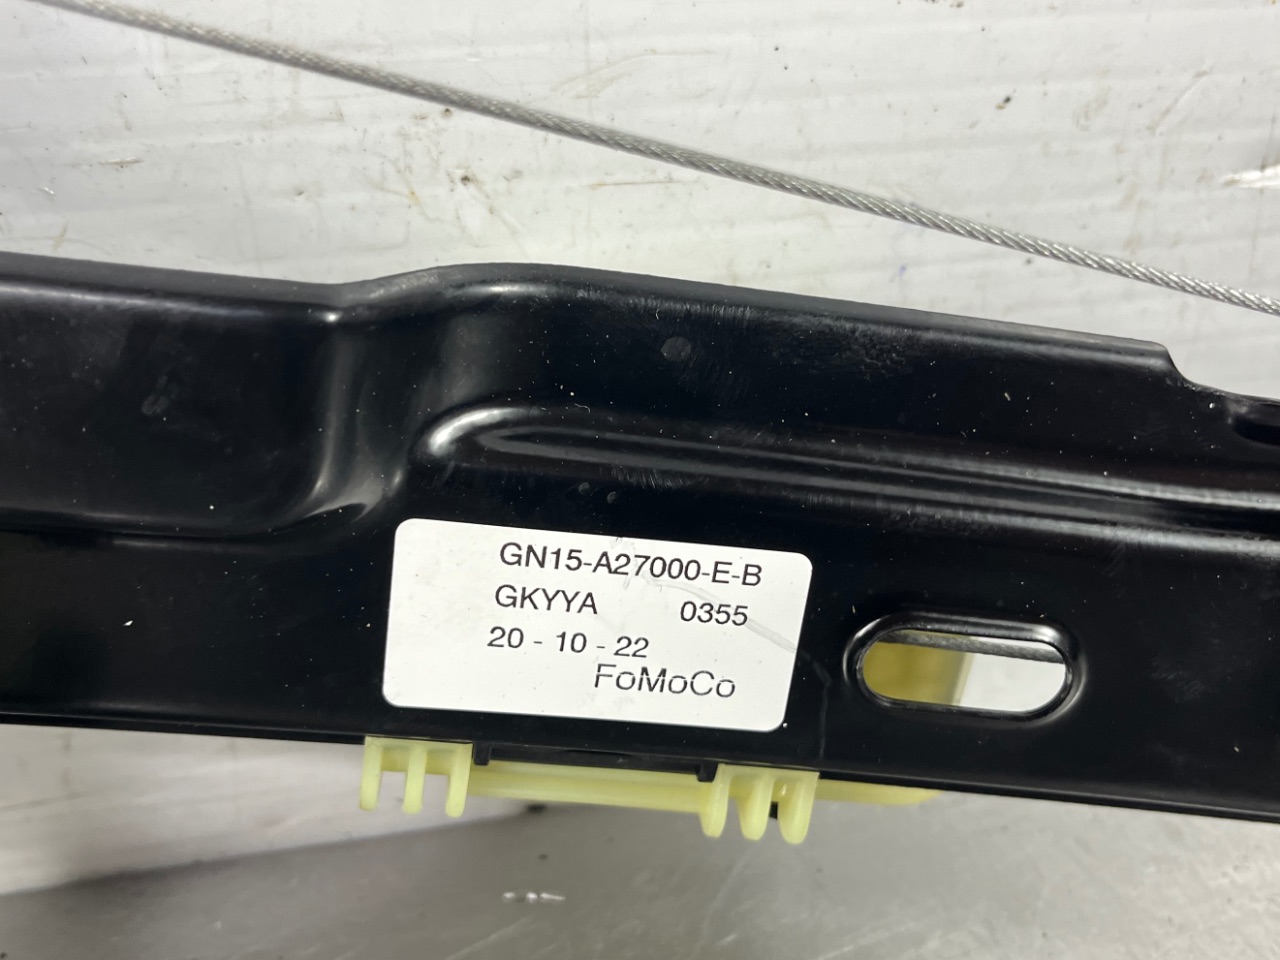 GN15-A27000-E-B
GKYYA 0355
20 - 10 - 22
FoMoCo